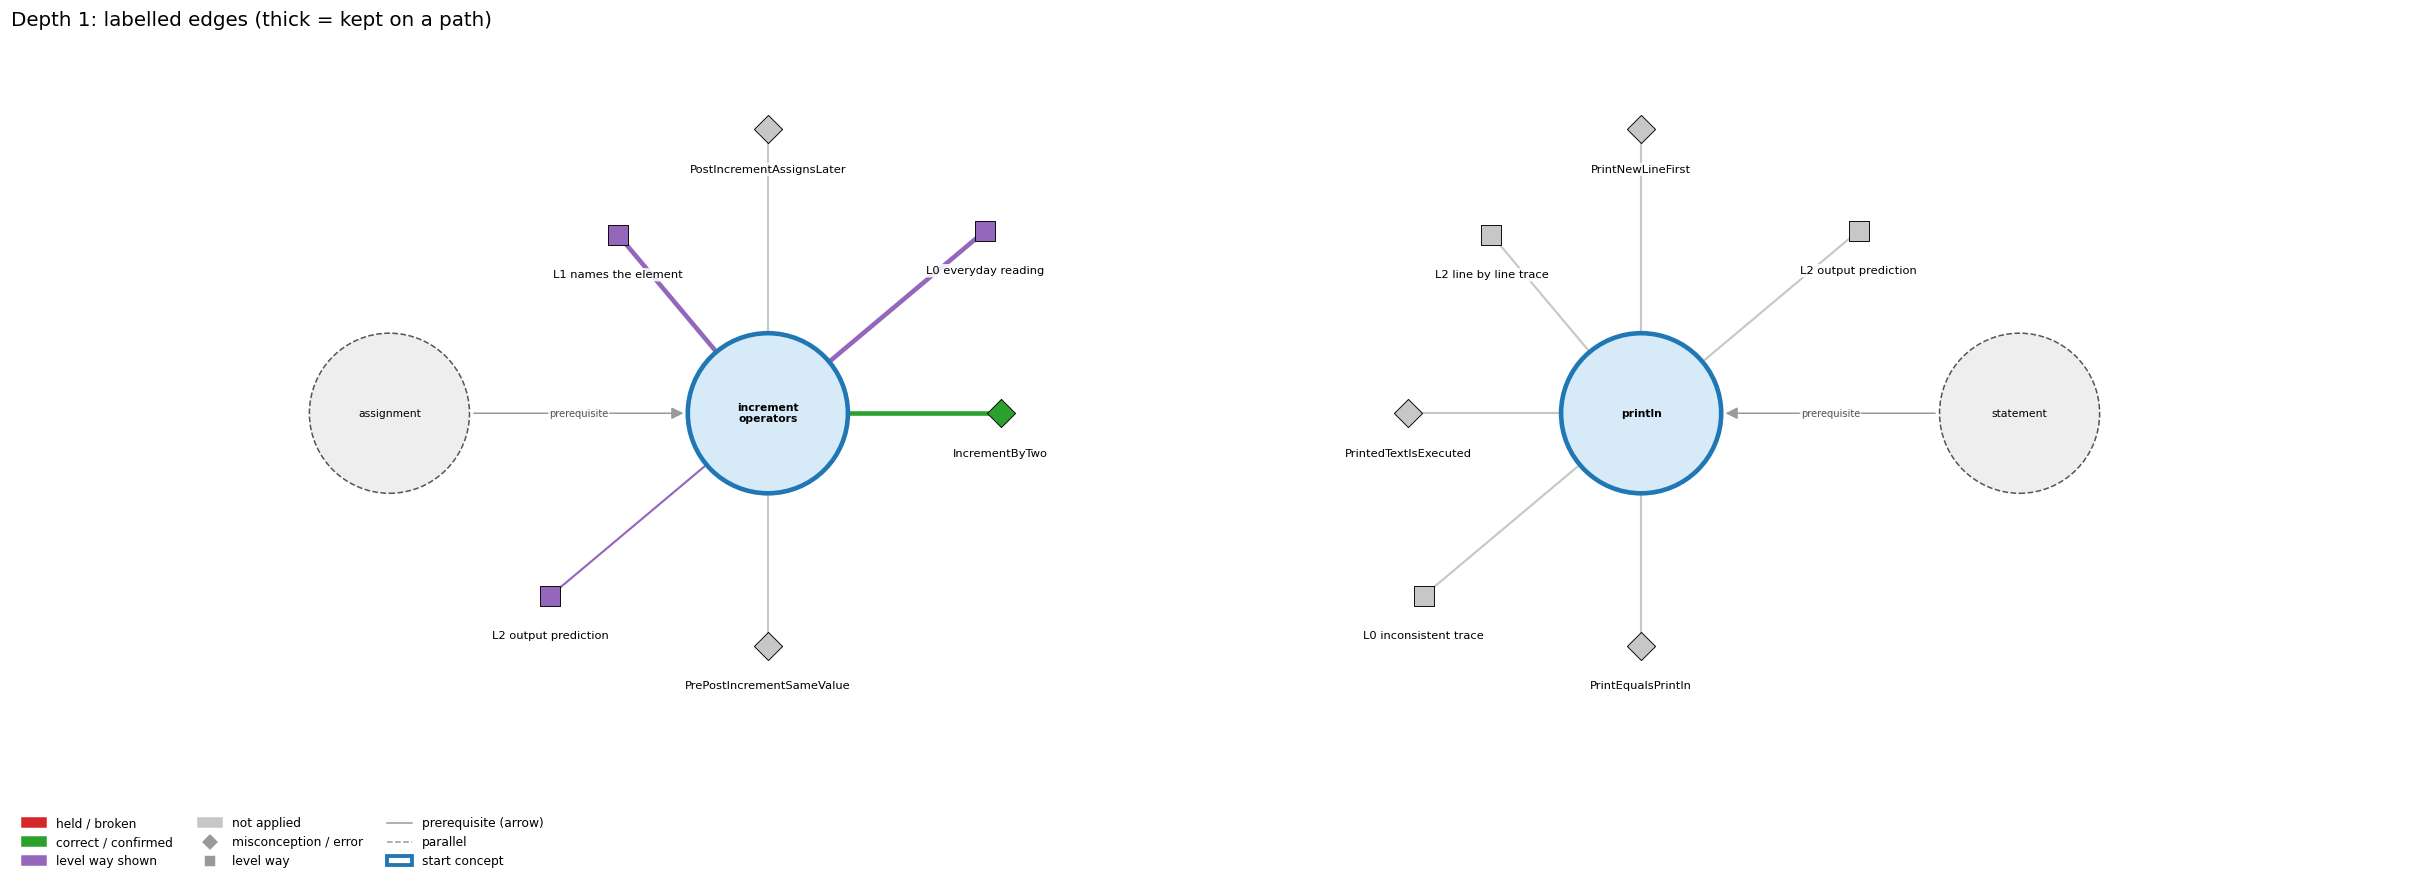 Depth 1: labelled edges (thick = kept on a path)
PostIncrementAssignsLater
PrintNewLineFirst
L1 names the element
L0 everyday reading
L2 line by line trace
L2 output prediction
assignment
prerequisite
increment
operators
IncrementByTwo
PrintedTextIsExecuted
println
prerequisite
statement
L2 output prediction
PrePostIncrementSameValue
L0 inconsistent trace
PrintEqualsPrintln
held / broken
correct / confirmed
level way shown
not applied
misconception / error
level way
prerequisite (arrow)
parallel
start concept